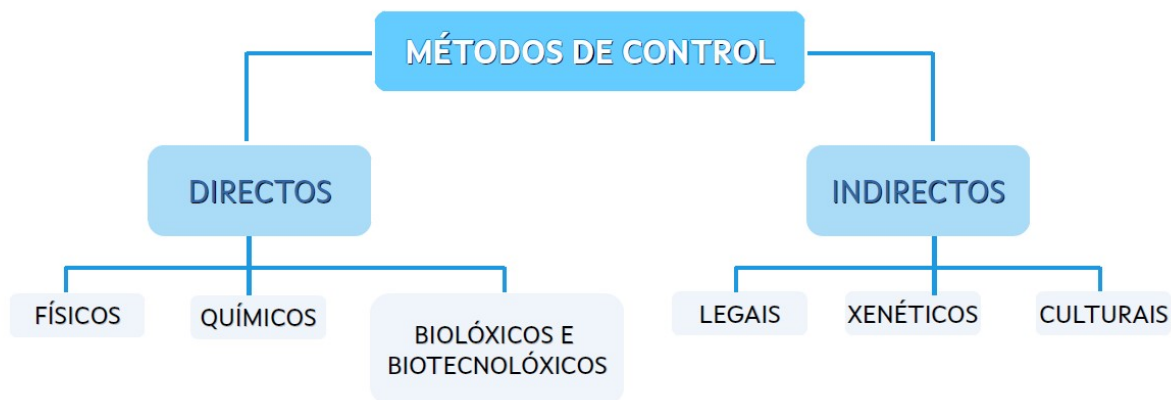 MÉTODOS DE CONTROL
DIRECTOS
INDIRECTOS
FÍSICOS
QUÍMICOS
BIOLÓXICOS E
BIOTECNOLÓXICOS
LEGAIS
XENÉTICOS
CULTURAIS